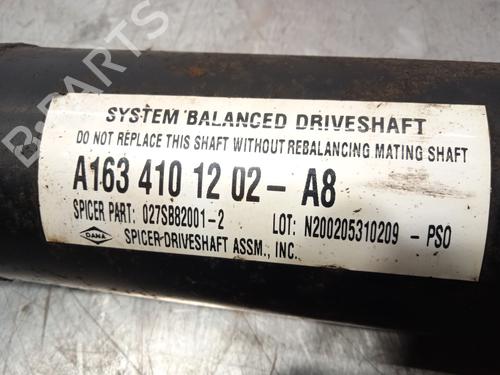 B-PARTS
SYSTEM BALANCED DRIVESHAFT
DO NOT REPLACE THIS SHAFT WITHOUT REBALANCING MATING SHAFT
A163 410 12 02- A8
SPICER PART: 027SB82001-2 LOT: N200205310209 -PSO
DANA SPICER DRIVESHAFT ASSM., INC.